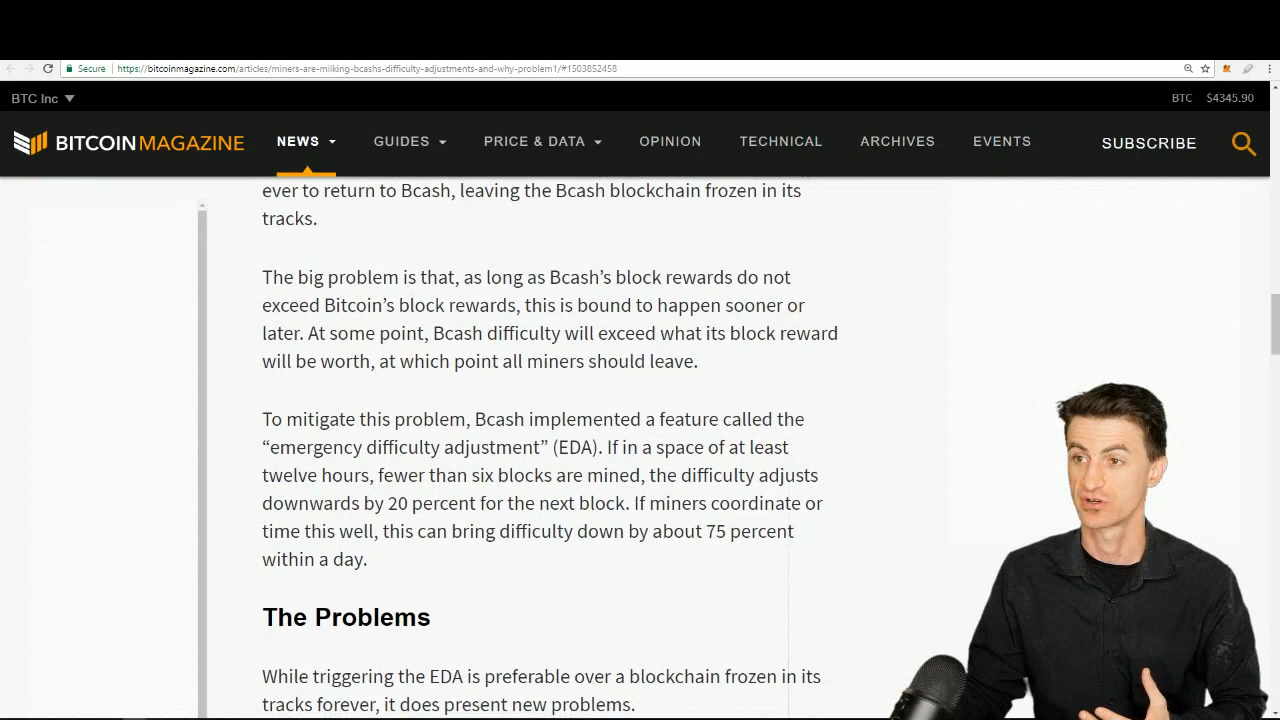 Secure
https://bitcoinmagazine.com/articles/miners-are-milking-bcashs-difficulty-adjustments-and-why-problem1/#1503852458
BTC Inc
BTC $4345.90
BITCOINMAGAZINE
NEWS GUIDES PRICE & DATA OPINION TECHNICAL ARCHIVES EVENTS SUBSCRIBE
ever to return to Bcash, leaving the Bcash blockchain frozen in its
tracks.
The big problem is that, as long as Bcash’s block rewards do not
exceed Bitcoin’s block rewards, this is bound to happen sooner or
later. At some point, Bcash difficulty will exceed what its block reward
will be worth, at which point all miners should leave.
To mitigate this problem, Bcash implemented a feature called the
“emergency difficulty adjustment” (EDA). If in a space of at least
twelve hours, fewer than six blocks are mined, the difficulty adjusts
downwards by 20 percent for the next block. If miners coordinate or
time this well, this can bring difficulty down by about 75 percent
within a day.
The Problems
While triggering the EDA is preferable over a blockchain frozen in its
tracks forever, it does present new problems.